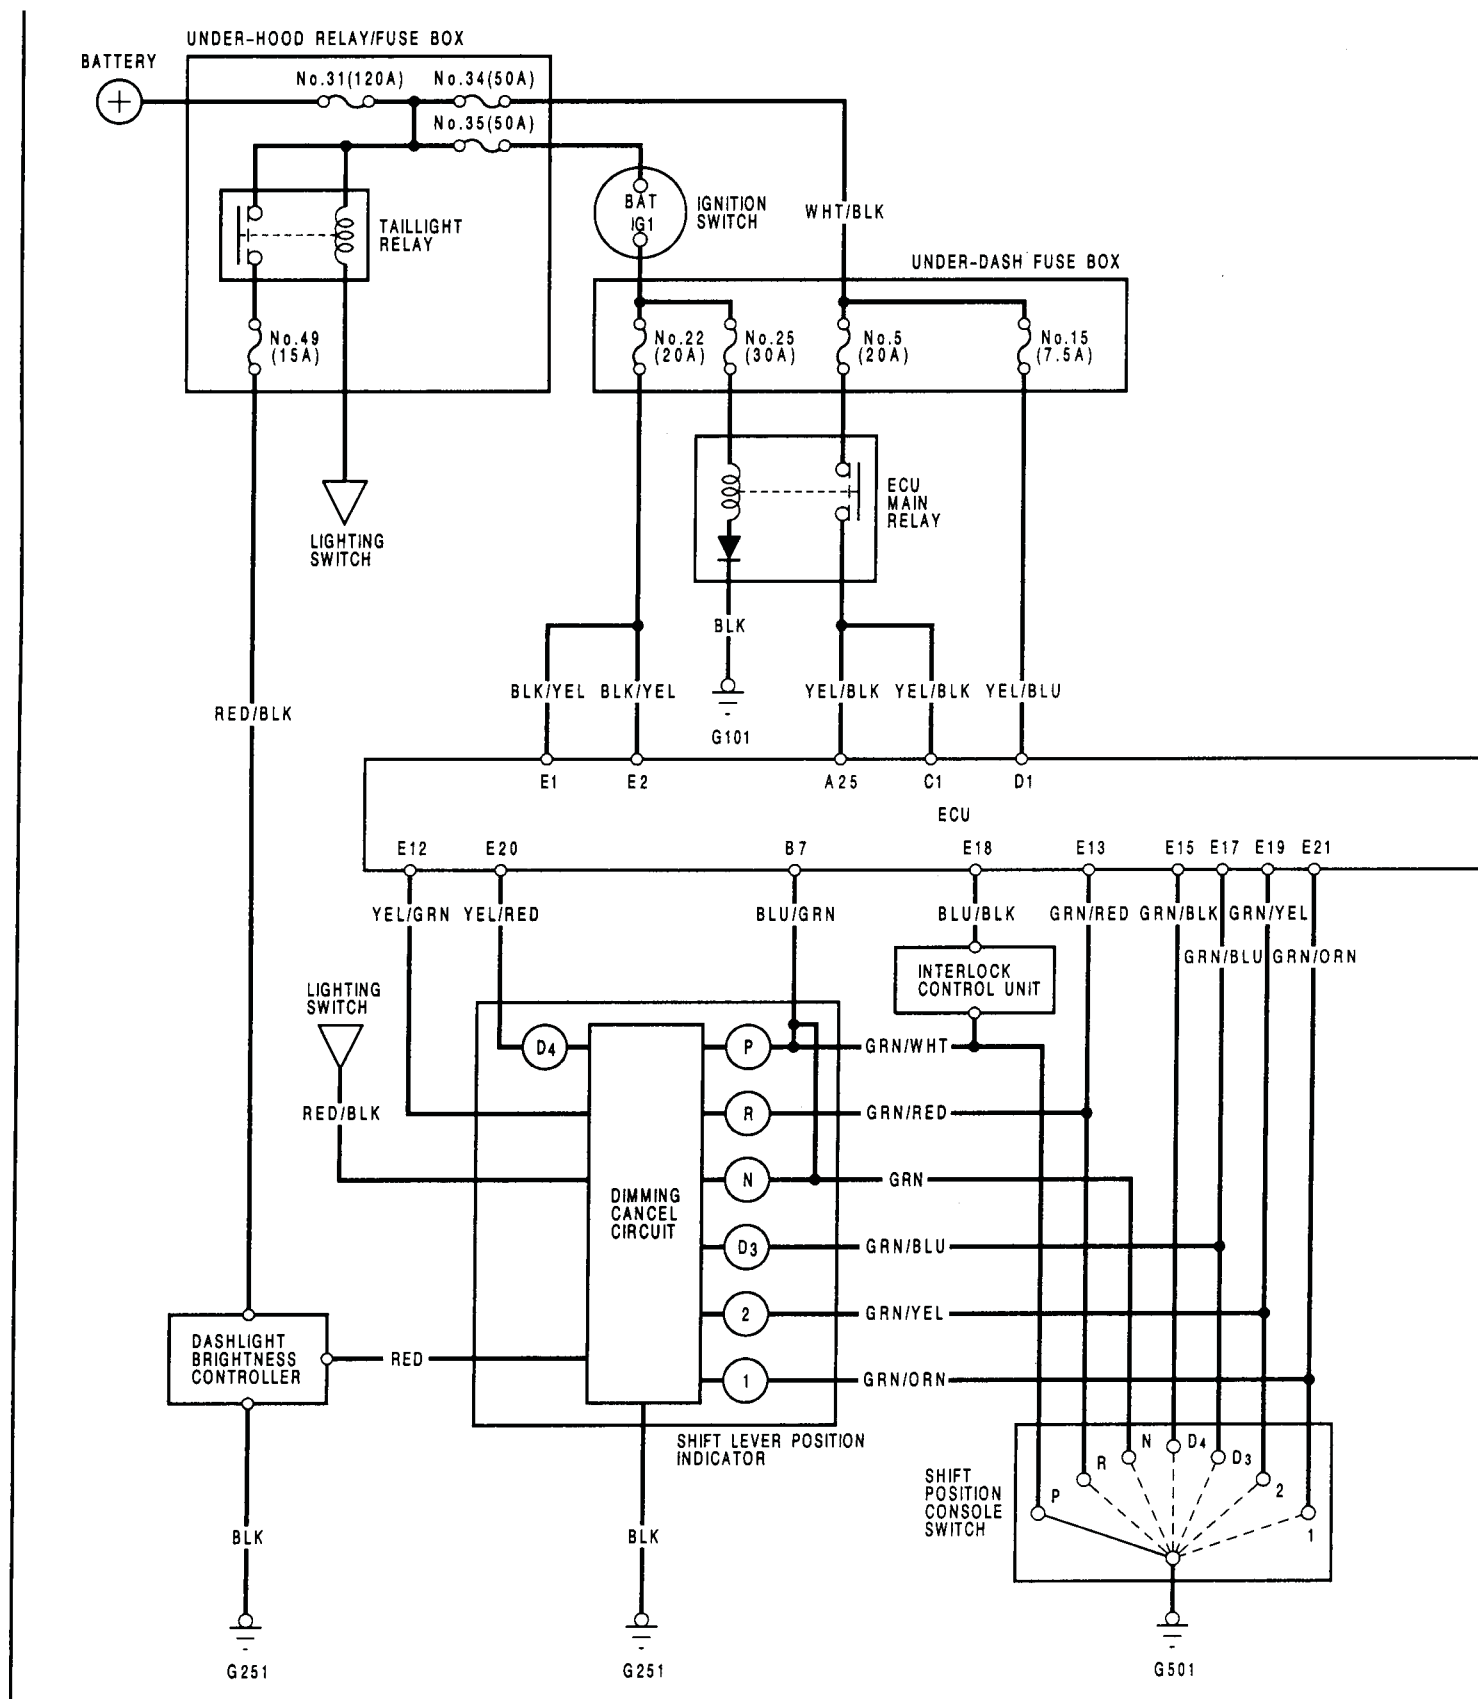 UNDER-HOOD RELAY/FUSE BOX
BATTERY
No.31(120A) No.34(50A)
No.35(50A)
BAT
IG1
IGNITION
SWITCH
WHT/BLK
TAILLIGHT
RELAY
UNDER-DASH FUSE BOX
No.49
(15A)
No.22
(20A)
No.25
(30A)
No.5
(20A)
No.15
(7.5A)
ECU
MAIN
RELAY
LIGHTING
SWITCH
BLK
BLK/YEL BLK/YEL YEL/BLK YEL/BLK YEL/BLU
RED/BLK
G101
E1 E2 A25 C1 D1
ECU
E12 E20 B7 E18 E13 E15 E17 E19 E21
YEL/GRN YEL/RED BLU/GRN BLU/BLK GRN/RED GRN/BLK GRN/YEL
GRN/BLU GRN/ORN
INTERLOCK
CONTROL UNIT
LIGHTING
SWITCH
D4 P GRN/WHT
RED/BLK R GRN/RED
N GRN
DIMMING
CANCEL
CIRCUIT
D3 GRN/BLU
2 GRN/YEL
DASHLIGHT
BRIGHTNESS
CONTROLLER
RED
1 GRN/ORN
SHIFT LEVER POSITION
INDICATOR
N D4
R D3
P 2
1
SHIFT
POSITION
CONSOLE
SWITCH
BLK BLK
G251 G251 G501